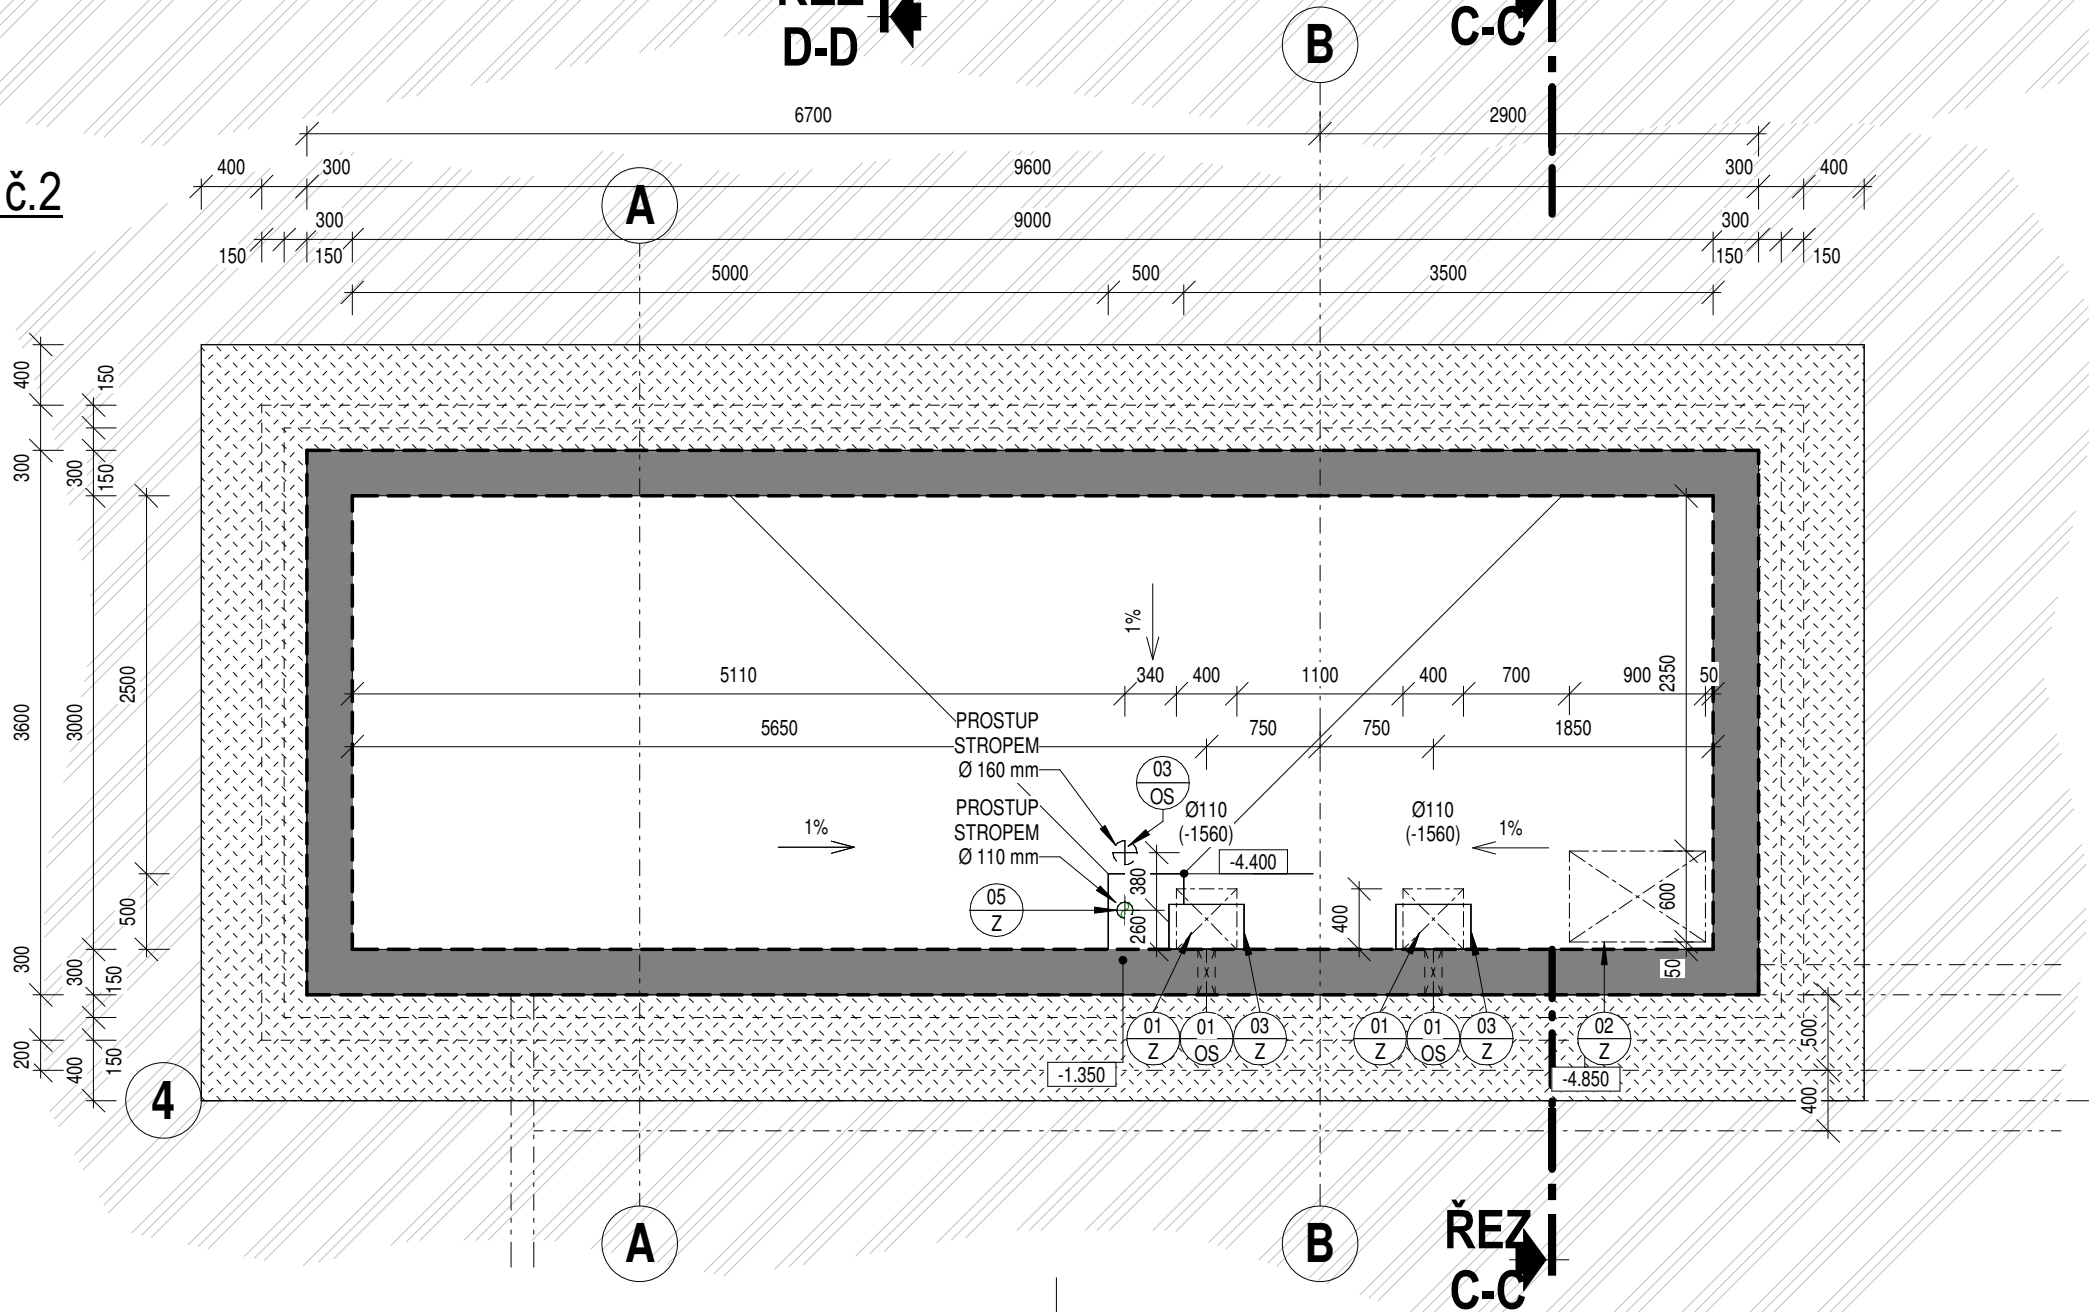 ŘEZ
D-D
B
C-C
6700
2900
č.2
400
300
9600
300
400
A
300
9000
300
150
150
150
150
5000
500
3500
400
150
300
300
150
2500
3600
3000
500
300
300
150
200
400
150
1%
5110
340
400
1100
400
700
900
50
2350
5650
750
750
1850
PROSTUP
STROPEM
Ø 160 mm
03
OS
Ø110
(-1560)
Ø110
(-1560)
PROSTUP
STROPEM
Ø 110 mm
1%
1%
-4.400
380
600
05
Z
260
400
50
01
Z
01
OS
03
Z
01
Z
01
OS
03
Z
02
Z
500
-1.350
-4.850
400
4
A
B
ŘEZ
C-C